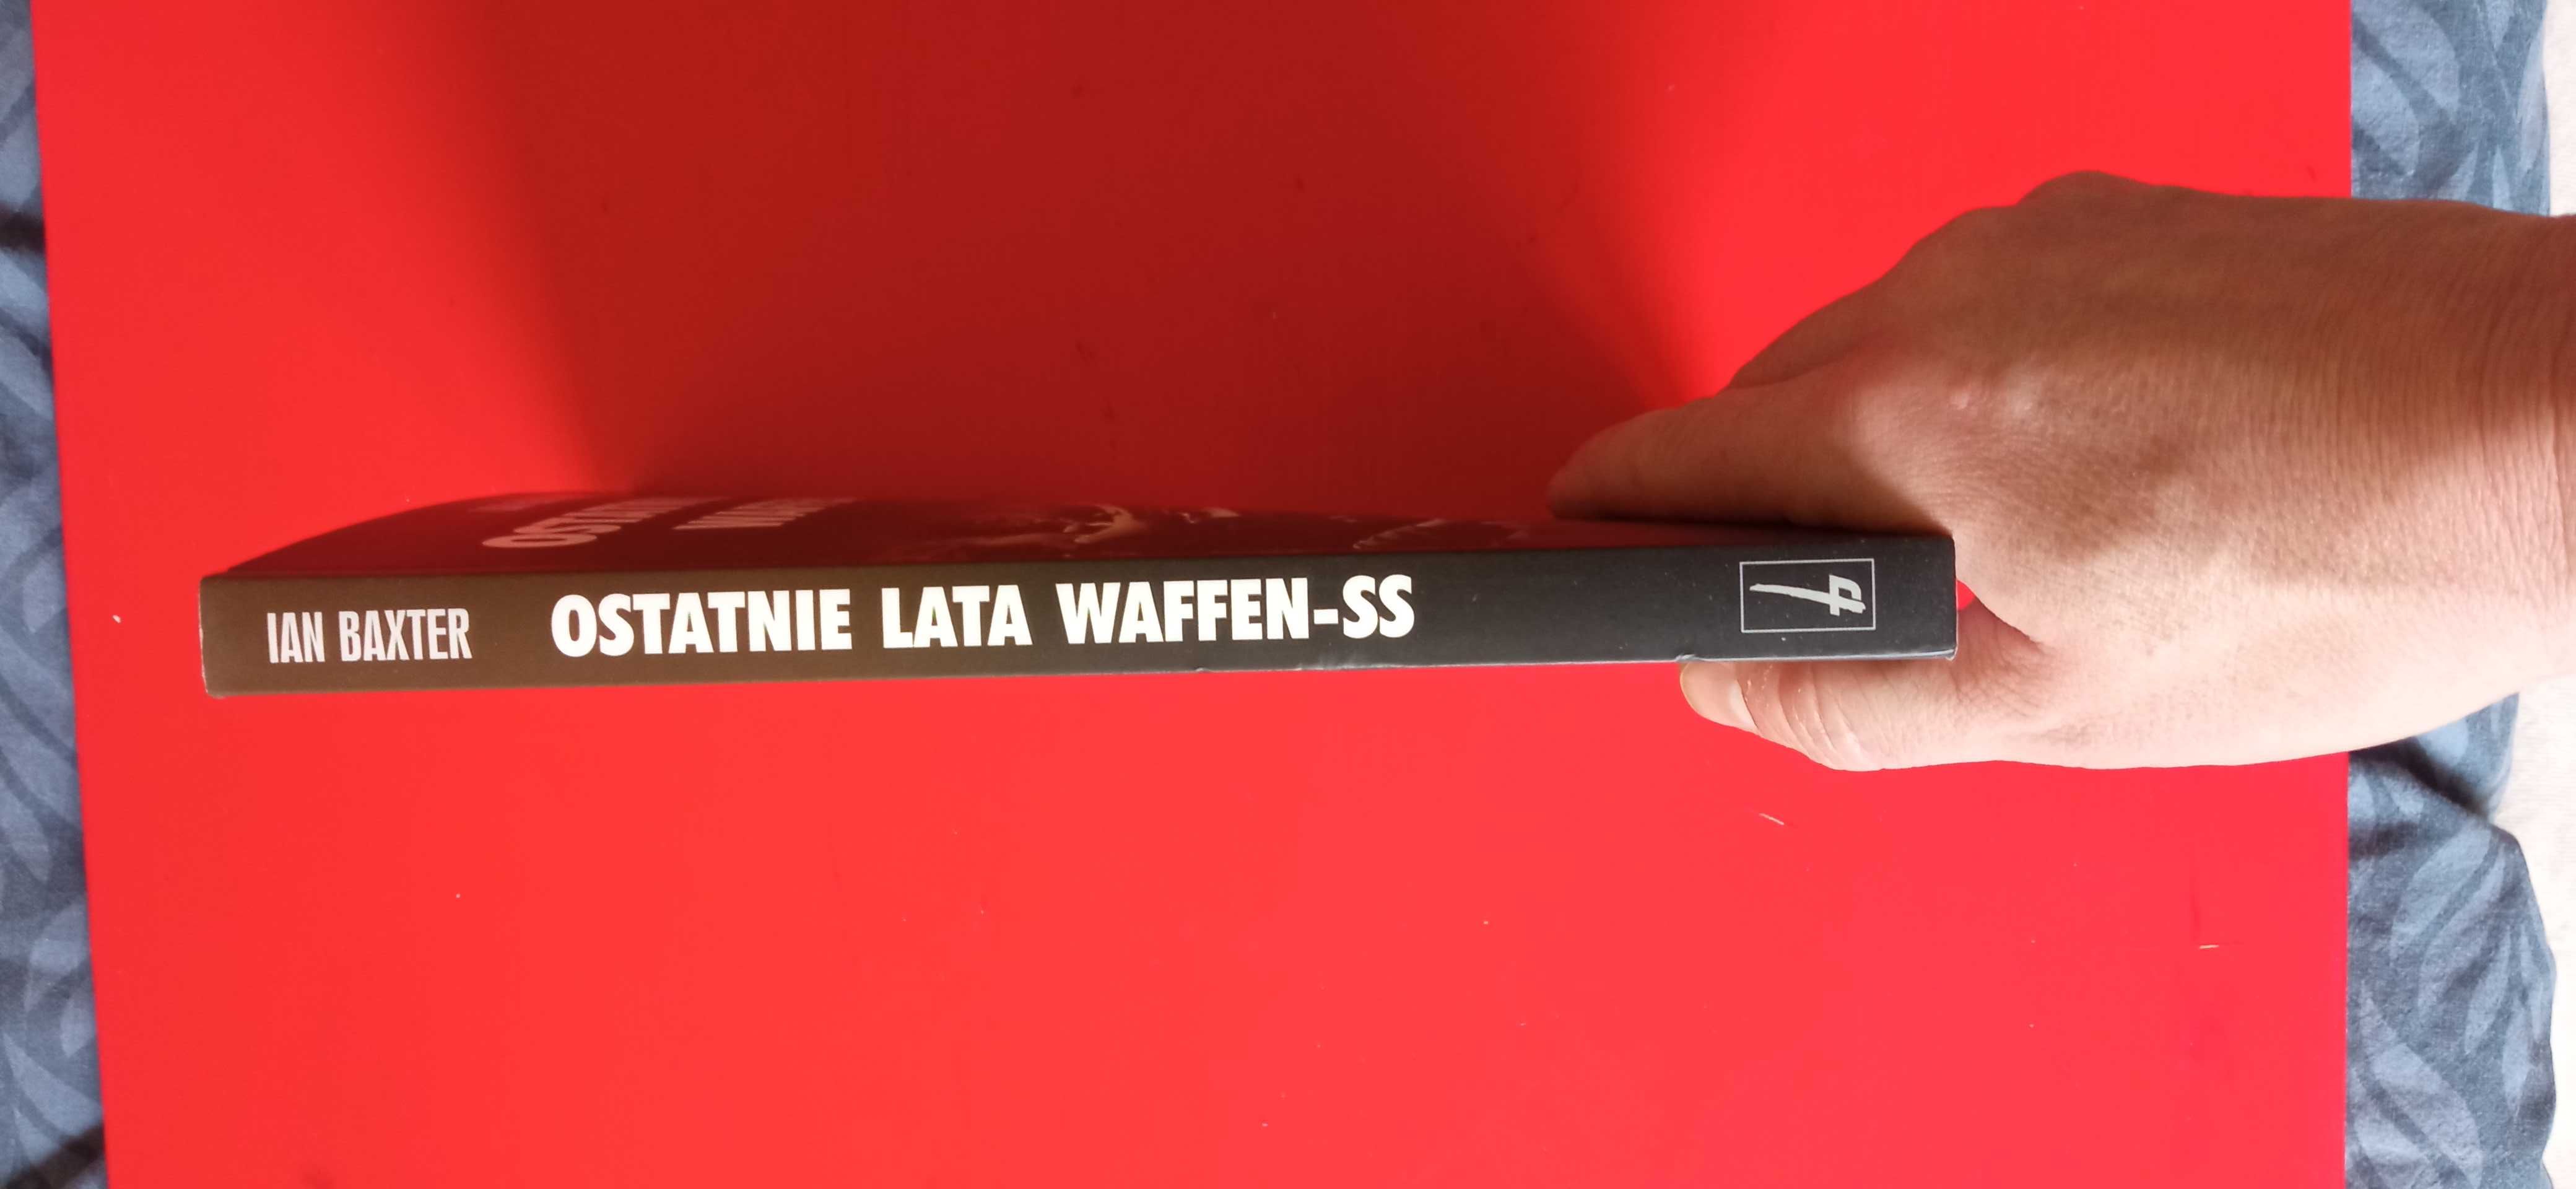 IAN BAXTER OSTATNIE LATA WAFFEN-SS